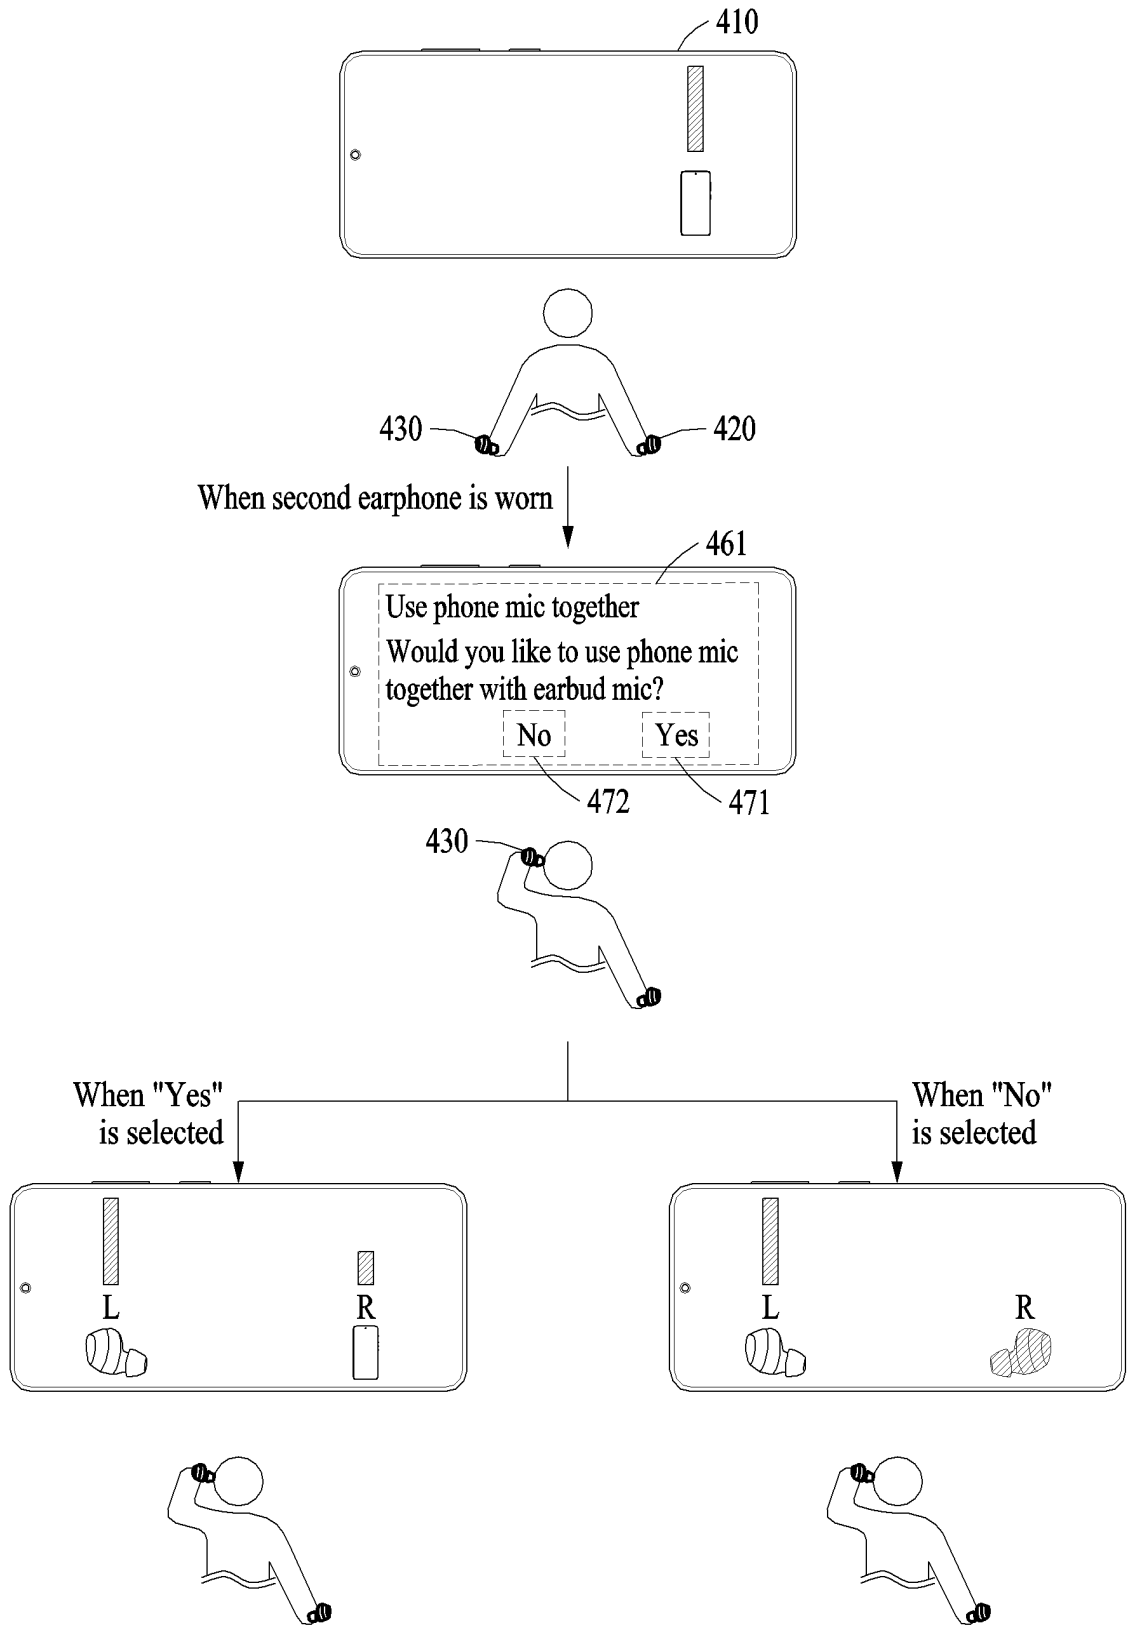 410
430
420
When second earphone is worn
461
Use phone mic together
Would you like to use phone mic
together with earbud mic?
No
Yes
472
471
430
When "Yes"
is selected
When "No"
is selected
L
R
L
R